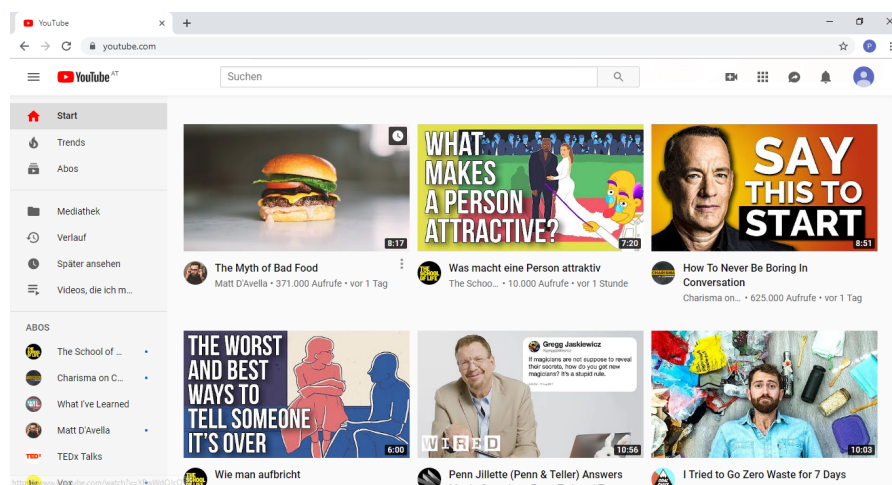 YouTube
youtube.com
P
YouTube AT
Suchen
Start
Trends
Abos
Mediathek
Verlauf
Später ansehen
Videos, die ich m...
ABOS
The School of ...
Charisma on C...
What I've Learned
Matt D'Avella
TEDx Talks
Vox
8:17
The Myth of Bad Food
Matt D'Avella • 371.000 Aufrufe • vor 1 Tag
WHAT
MAKES
A PERSON
ATTRACTIVE?
7:20
THE
SCHOOL
OF LIFE
Was macht eine Person attraktiv
The Schoo... • 10.000 Aufrufe • vor 1 Stunde
SAY
THIS TO
START
8:51
How To Never Be Boring In
Conversation
Charisma on... • 625.000 Aufrufe • vor 1 Tag
THE WORST
AND BEST
WAYS TO
TELL SOMEONE
IT'S OVER
6:00
Wie man aufbricht
Gregg Jaskiewicz
If magicians are not suppose to reveal
their secrets, how do you get new
magicians? It's a stupid rule.
WIRED
10:56
Penn Jillette (Penn & Teller) Answers
10:03
I Tried to Go Zero Waste for 7 Days